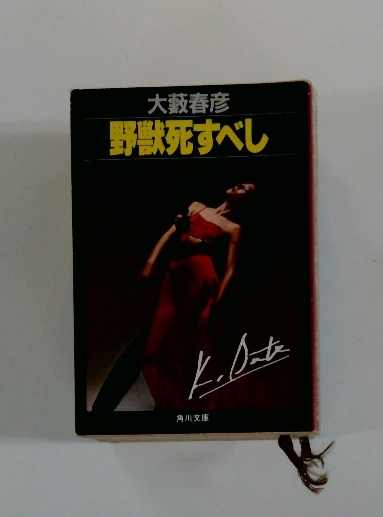 大藪春彦
野獣死すべし
K. Date
角川文庫